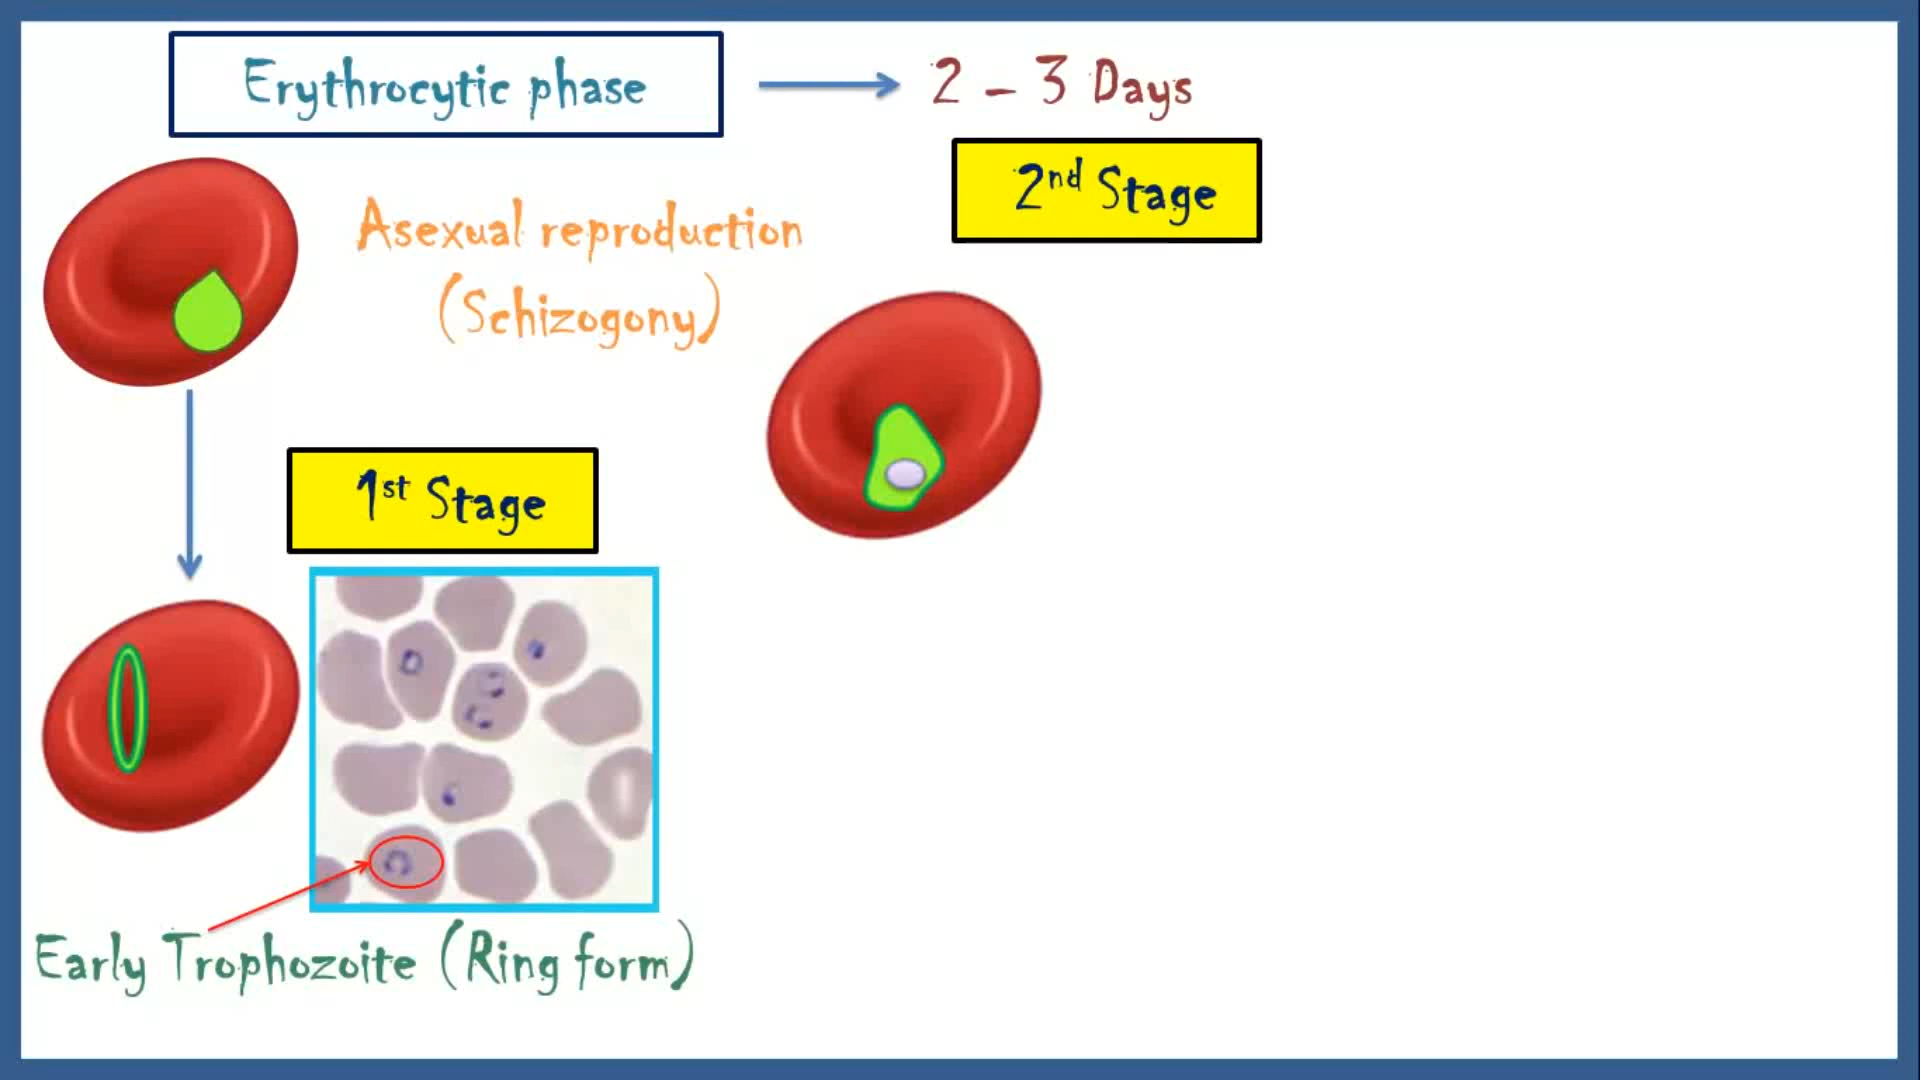 Erythrocytic phase
2 - 3 Days
2nd Stage
Asexual reproduction
(Schizogony)
1st Stage
Early Trophozoite (Ring form)